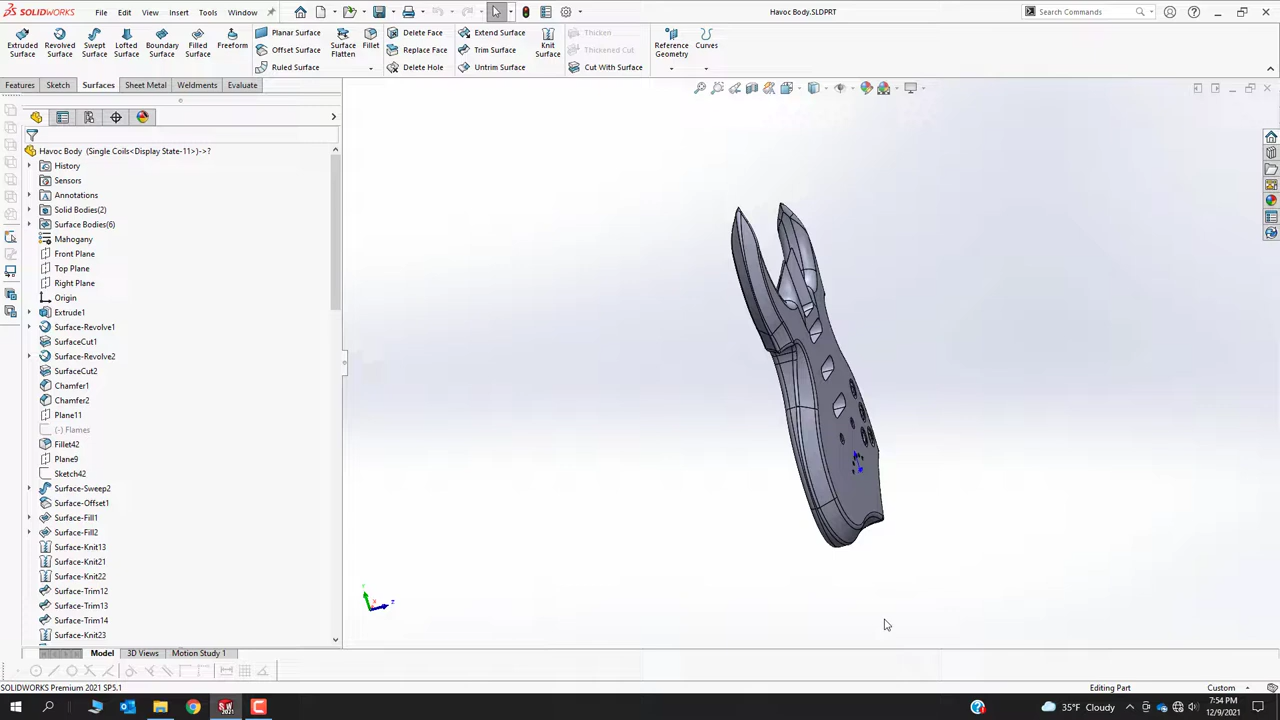 SOLIDWORKS File Edit View Insert Tools Window Havoc Body.SLDPRT Search Commands
Extruded Surface
Revolved Surface
Swept Surface
Lofted Surface
Boundary Surface
Filled Surface
Freeform
Planar Surface
Offset Surface
Ruled Surface
Surface Flatten
Fillet
Delete Face
Replace Face
Delete Hole
Extend Surface
Trim Surface
Untrim Surface
Knit Surface
Thicken
Thickened Cut
Cut With Surface
Reference Geometry
Curves
Features Sketch Surfaces Sheet Metal Weldments Evaluate
Havoc Body (Single Coils<Display State-11>)->?
History
Sensors
Annotations
Solid Bodies(2)
Surface Bodies(6)
Mahogany
Front Plane
Top Plane
Right Plane
Origin
Extrude1
Surface-Revolve1
SurfaceCut1
Surface-Revolve2
SurfaceCut2
Chamfer1
Chamfer2
Plane11
(-) Flames
Fillet42
Plane9
Sketch42
Surface-Sweep2
Surface-Offset1
Surface-Fill1
Surface-Fill2
Surface-Knit13
Surface-Knit21
Surface-Knit22
Surface-Trim12
Surface-Trim13
Surface-Trim14
Surface-Knit23
Model 3D Views Motion Study 1
SOLIDWORKS Premium 2021 SP5.1 Editing Part Custom
35°F Cloudy
7:54 PM
12/9/2021